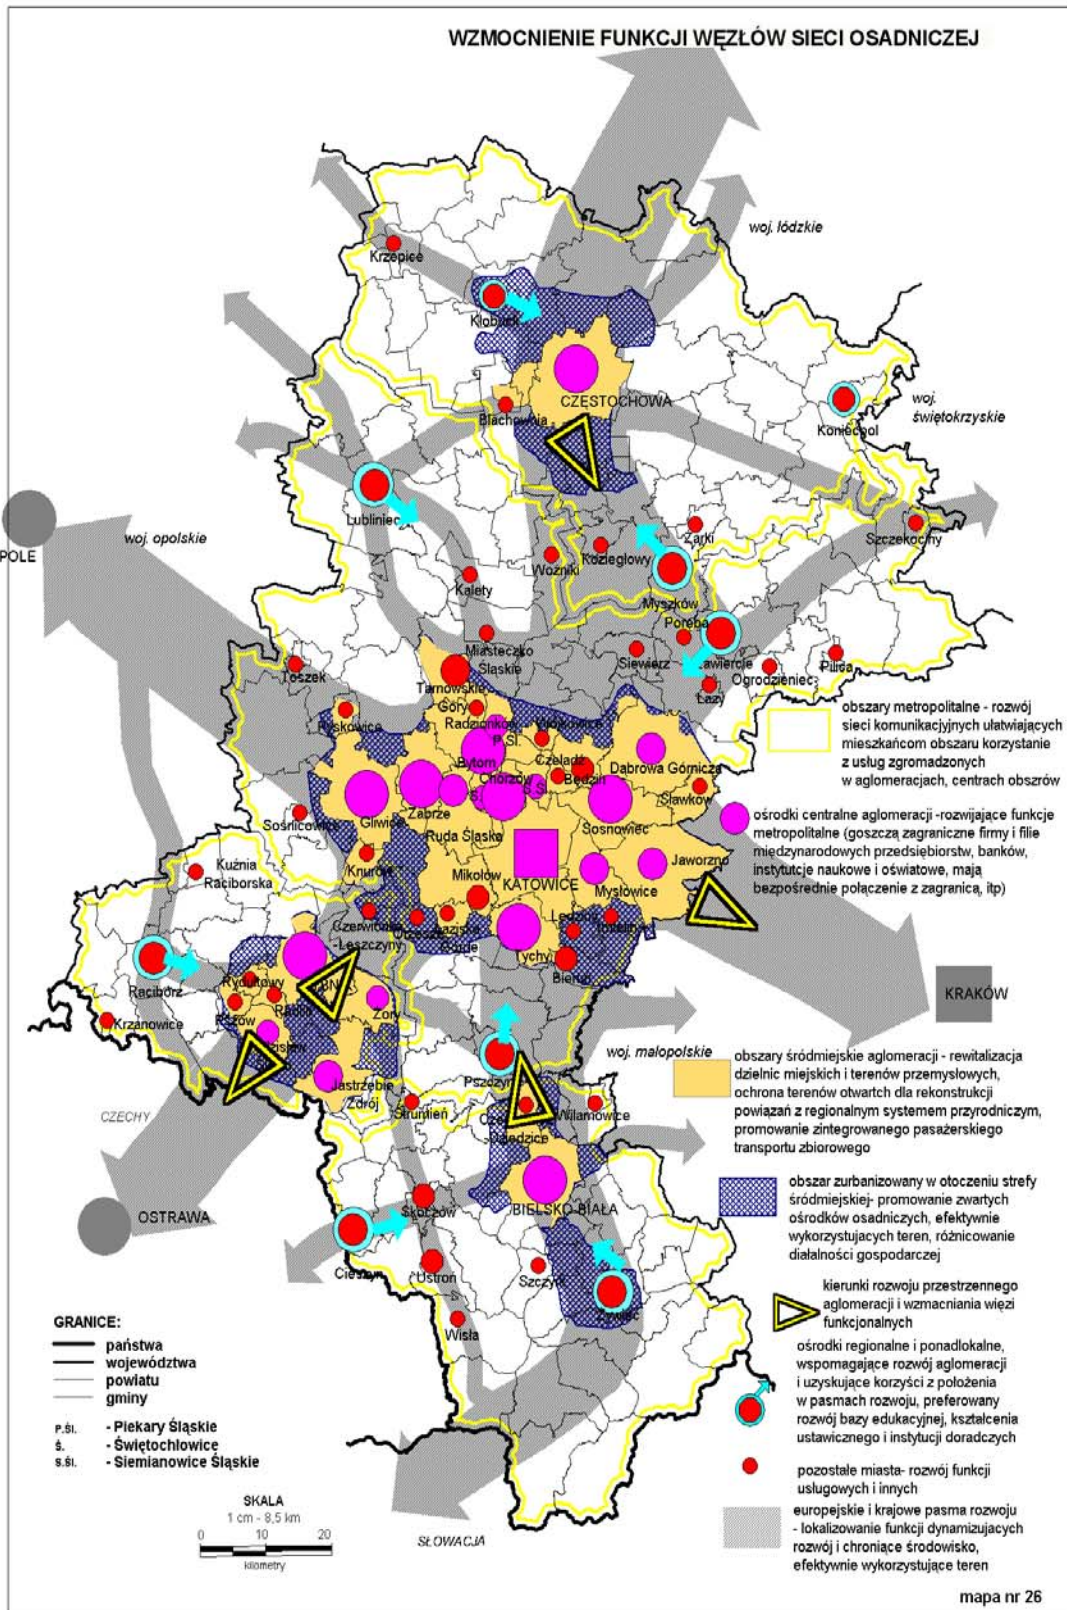 WZMOCNIENIE FUNKCJI WĘZŁÓW SIECI OSADNICZEJ
woj. łódzkie
Krzepice
Kłobuck
CZĘSTOCHOWA
Blachownia
Koniecpol
woj.
świętokrzyskie
Lubliniec
Szczekociny
POLE
woj. opolskie
Żarki
Koziegłowy
Woźniki
Kalety
Myszków
Poręba
Miasteczko
Śląskie
Siewierz
Zawiercie
Ogrodzieniec
Pilica
Łazy
Toszek
Tarnowskie
Góry
Radzionków
Pyskowice
Wojkowice
P.Śl.
Bytom
Czeladź
Będzin
Dąbrowa Górnicza
Chorzów
S.Śl.
Ś.
Sławków
Gliwice
Zabrze
Sosnowiec
Sośnicowice
Ruda Śląska
Jaworzno
Kuźnia
Raciborska
Knurów
Mikołów
KATOWICE
Mysłowice
Czerwionka
-Leszczyny
Orzesze
Łaziska
Górne
Lędziny
Imielin
Tychy
Bieruń
Racibórz
Rydułtowy
Radlin
Pszów
Żory
Krzanowice
KRAKÓW
woj. małopolskie
Jastrzębie
Zdrój
Pszczyna
Strumień
-Dziedzice
Wilamowice
CZECHY
OSTRAWA
Skoczów
BIELSKO-BIAŁA
Cieszyn
Ustroń
Szczyrk
Żywiec
Wisła
SŁOWACJA
obszary metropolitalne - rozwój
sieci komunikacyjnych ułatwiających
mieszkańcom obszaru korzystanie
z usług zgromadzonych
w aglomeracjach, centrach obszrów
ośrodki centralne aglomeracji -rozwijające funkcje
metropolitalne (goszczą zagraniczne firmy i filie
międzynarodowych przedsiębiorstw, banków,
instytutcje naukowe i oświatowe, mają
bezpośrednie połączenie z zagranicą, itp)
obszary śródmiejskie aglomeracji - rewitalizacja
dzielnic miejskich i terenów przemysłowych,
ochrona terenów otwartch dla rekonstrukcji
powiązań z regionalnym systemem przyrodniczym,
promowanie zintegrowanego pasażerskiego
transportu zbiorowego
obszar zurbanizowany w otoczeniu strefy
śródmiejskiej- promowanie zwartych
ośrodków osadniczych, efektywnie
wykorzystujacych teren, różnicowanie
diałalności gospodarczej
kierunki rozwoju przestrzennego
aglomeracji i wzmacniania więzi
funkcjonalnych
ośrodki regionalne i ponadlokalne,
wspomagające rozwój aglomeracji
i uzyskujące korzyści z położenia
w pasmach rozwoju, preferowany
rozwój bazy edukacyjnej, kształcenia
ustawicznego i instytucji doradczych
pozostałe miasta- rozwój funkcji
usługowych i innych
europejskie i krajowe pasma rozwoju
- lokalizowanie funkcji dynamizujacych
rozwój i chroniące środowisko,
efektywnie wykorzystujące teren
GRANICE:
państwa
województwa
powiatu
gminy
P.Śl. - Piekary Śląskie
Ś. - Świętochłowice
S.Śl. - Siemianowice Śląskie
SKALA
1 cm - 8,5 km
0 10 20
kilometry
mapa nr 26